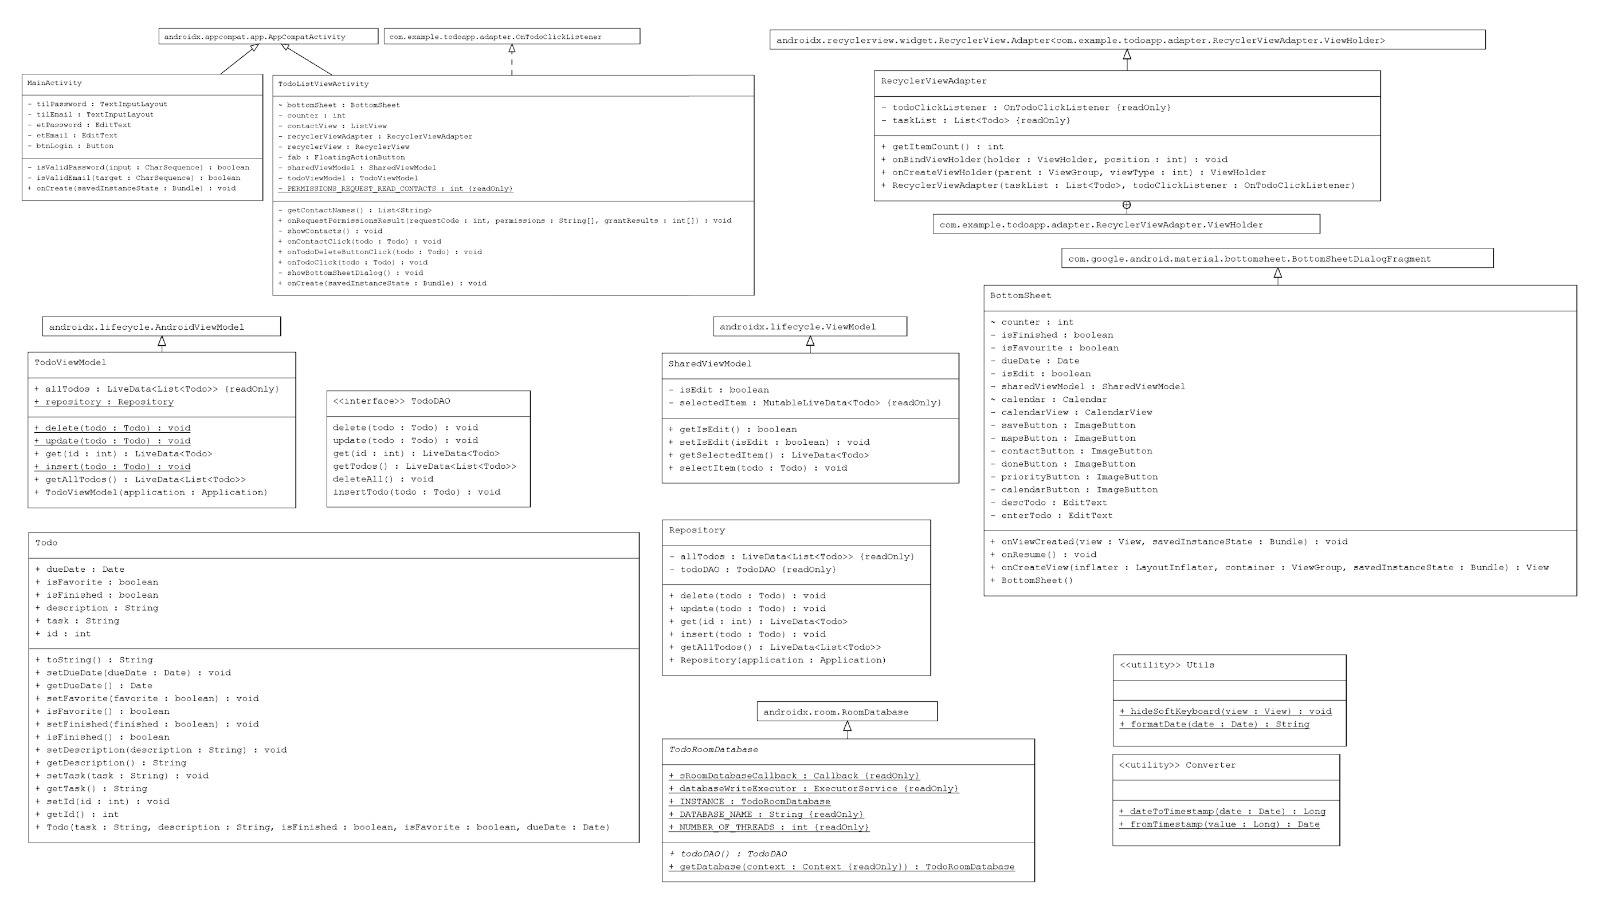 androidx.appcompat.app.AppCompatActivity
com.example.todoapp.adapter.OnTodoClickListener
MainActivity
- tilPassword : TextInputLayout
- tilEmail : TextInputLayout
- etPassword : EditText
- etEmail : EditText
- btnLogin : Button
- isValidPassword(input : CharSequence) : boolean
- isValidEmail(target : CharSequence) : boolean
+ onCreate(savedInstanceState : Bundle) : void
TodoListViewActivity
~ bottomSheet : BottomSheet
- counter : int
- contactView : ListView
- recyclerViewAdapter : RecyclerViewAdapter
- recyclerView : RecyclerView
- fab : FloatingActionButton
- sharedViewModel : SharedViewModel
- todoViewModel : TodoViewModel
- PERMISSIONS_REQUEST_READ_CONTACTS : int {readOnly}
- getContactNames() : List<String>
+ onRequestPermissionsResult(requestCode : int, permissions : String[], grantResults : int[]) : void
- showContacts() : void
+ onContactClick(todo : Todo) : void
+ onTodoDeleteButtonClick(todo : Todo) : void
+ onTodoClick(todo : Todo) : void
- showBottomSheetDialog() : void
+ onCreate(savedInstanceState : Bundle) : void
androidx.recyclerview.widget.RecyclerView.Adapter<com.example.todoapp.adapter.RecyclerViewAdapter.ViewHolder>
RecyclerViewAdapter
- todoClickListener : OnTodoClickListener {readOnly}
- taskList : List<Todo> {readOnly}
+ getItemCount() : int
+ onBindViewHolder(holder : ViewHolder, position : int) : void
+ onCreateViewHolder(parent : ViewGroup, viewType : int) : ViewHolder
+ RecyclerViewAdapter(taskList : List<Todo>, todoClickListener : OnTodoClickListener)
com.example.todoapp.adapter.RecyclerViewAdapter.ViewHolder
com.google.android.material.bottomsheet.BottomSheetDialogFragment
BottomSheet
~ counter : int
- isFinished : boolean
- isFavourite : boolean
- dueDate : Date
- isEdit : boolean
- sharedViewModel : SharedViewModel
~ calendar : Calendar
- calendarView : CalendarView
- saveButton : ImageButton
- mapsButton : ImageButton
- contactButton : ImageButton
- doneButton : ImageButton
- priorityButton : ImageButton
- calendarButton : ImageButton
- descTodo : EditText
- enterTodo : EditText
+ onViewCreated(view : View, savedInstanceState : Bundle) : void
+ onResume() : void
+ onCreateView(inflater : LayoutInflater, container : ViewGroup, savedInstanceState : Bundle) : View
+ BottomSheet()
androidx.lifecycle.AndroidViewModel
TodoViewModel
+ allTodos : LiveData<List<Todo>> {readOnly}
+ repository : Repository
+ delete(todo : Todo) : void
+ update(todo : Todo) : void
+ get(id : int) : LiveData<Todo>
+ insert(todo : Todo) : void
+ getAllTodos() : LiveData<List<Todo>>
+ TodoViewModel(application : Application)
<<interface>> TodoDAO
delete(todo : Todo) : void
update(todo : Todo) : void
get(id : int) : LiveData<Todo>
getTodos() : LiveData<List<Todo>>
deleteAll() : void
insertTodo(todo : Todo) : void
androidx.lifecycle.ViewModel
SharedViewModel
- isEdit : boolean
- selectedItem : MutableLiveData<Todo> {readOnly}
+ getIsEdit() : boolean
+ setIsEdit(isEdit : boolean) : void
+ getSelectedItem() : LiveData<Todo>
+ selectItem(todo : Todo) : void
Todo
+ dueDate : Date
+ isFavorite : boolean
+ isFinished : boolean
+ description : String
+ task : String
+ id : int
+ toString() : String
+ setDueDate(dueDate : Date) : void
+ getDueDate() : Date
+ setFavorite(favorite : boolean) : void
+ isFavorite() : boolean
+ setFinished(finished : boolean) : void
+ isFinished() : boolean
+ setDescription(description : String) : void
+ getDescription() : String
+ setTask(task : String) : void
+ getTask() : String
+ setId(id : int) : void
+ getId() : int
+ Todo(task : String, description : String, isFinished : boolean, isFavorite : boolean, dueDate : Date)
Repository
- allTodos : LiveData<List<Todo>> {readOnly}
- todoDAO : TodoDAO {readOnly}
+ delete(todo : Todo) : void
+ update(todo : Todo) : void
+ get(id : int) : LiveData<Todo>
+ insert(todo : Todo) : void
+ getAllTodos() : LiveData<List<Todo>>
+ Repository(application : Application)
androidx.room.RoomDatabase
TodoRoomDatabase
+ sRoomDatabaseCallback : Callback {readOnly}
+ databaseWriteExecutor : ExecutorService {readOnly}
+ INSTANCE : TodoRoomDatabase
+ DATABASE_NAME : String {readOnly}
+ NUMBER_OF_THREADS : int {readOnly}
+ todoDAO() : TodoDAO
+ getDatabase(context : Context {readOnly}) : TodoRoomDatabase
<<utility>> Utils
+ hideSoftKeyboard(view : View) : void
+ formatDate(date : Date) : String
<<utility>> Converter
+ dateToTimestamp(date : Date) : Long
+ fromTimestamp(value : Long) : Date